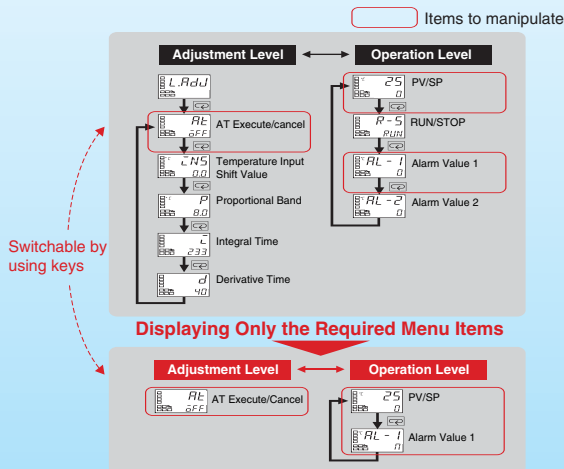 Items to manipulate
Adjustment Level
Operation Level
L.AdJ
AT Execute/cancel
At
oFF
Temperature Input
Shift Value
iNS
0.0
Proportional Band
P
8.0
Integral Time
i
233
Derivative Time
d
40
PV/SP
25
0
RUN/STOP
R-S
RUN
Alarm Value 1
AL-1
0
Alarm Value 2
AL-2
0
Switchable by
using keys
Displaying Only the Required Menu Items
Adjustment Level
Operation Level
At
oFF
AT Execute/Cancel
25
0
PV/SP
AL-1
Alarm Value 1